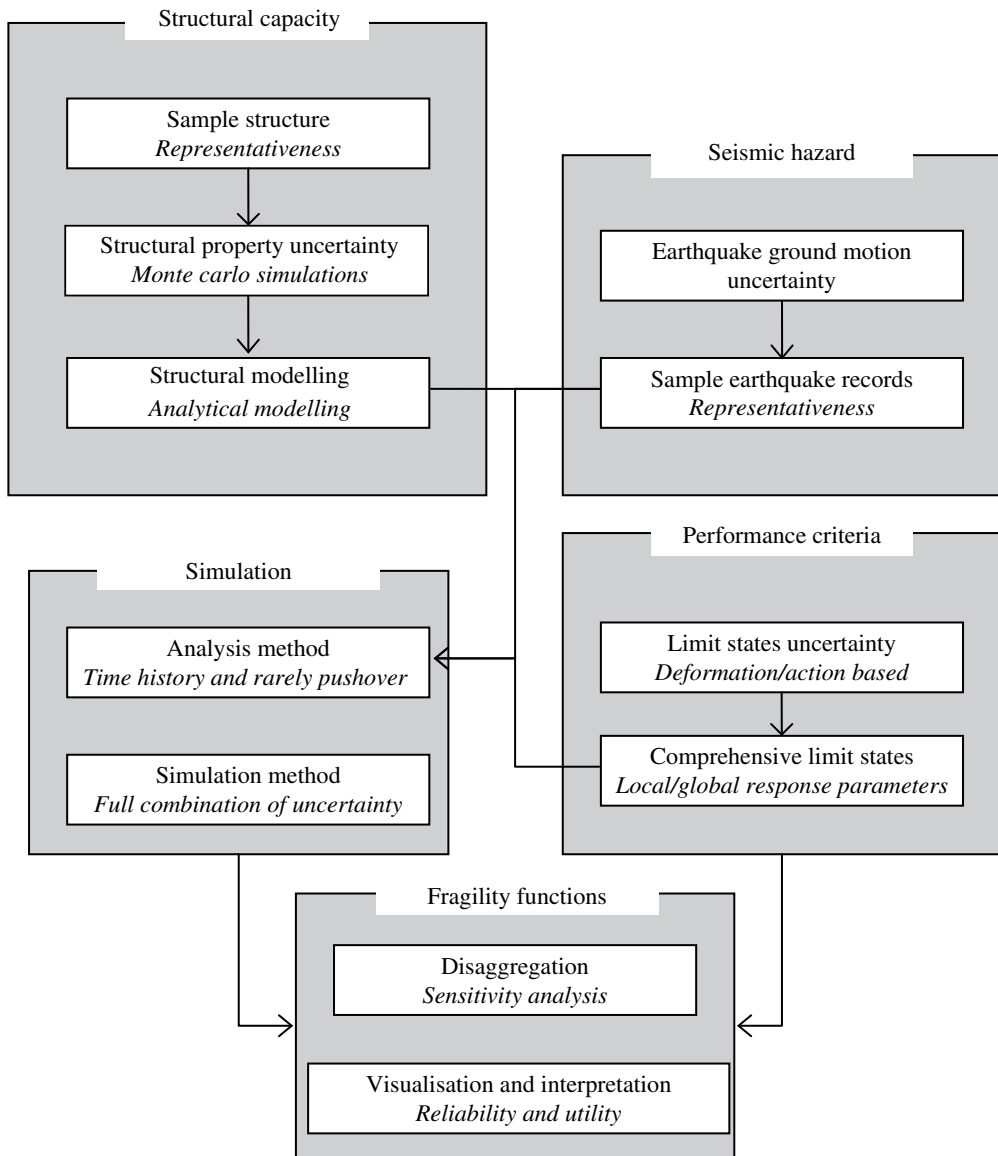 Structural capacity
Sample structure
Representativeness
Structural property uncertainty
Monte carlo simulations
Structural modelling
Analytical modelling
Seismic hazard
Earthquake ground motion
uncertainty
Sample earthquake records
Representativeness
Simulation
Analysis method
Time history and rarely pushover
Simulation method
Full combination of uncertainty
Performance criteria
Limit states uncertainty
Deformation/action based
Comprehensive limit states
Local/global response parameters
Fragility functions
Disaggregation
Sensitivity analysis
Visualisation and interpretation
Reliability and utility